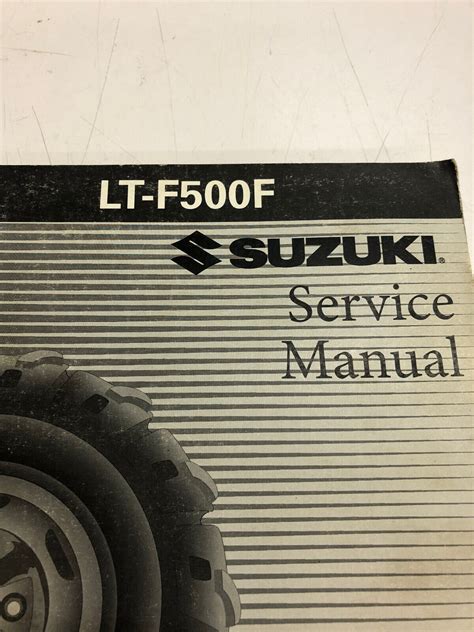 LT-F500F
SUZUKI®
Service
Manual